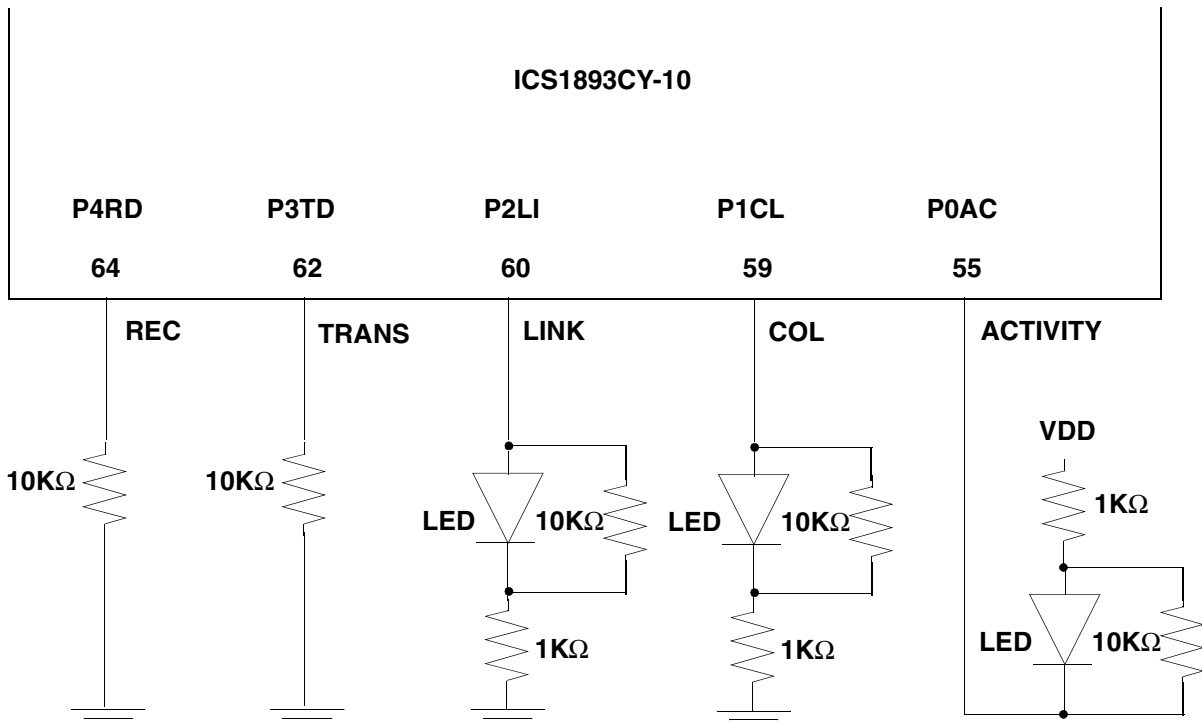 ICS1893CY-10
P4RD P3TD P2LI P1CL P0AC
64 62 60 59 55
REC TRANS LINK COL ACTIVITY
VDD
10KΩ 10KΩ
1KΩ
LED 10KΩ LED 10KΩ
LED 10KΩ
1KΩ 1KΩ